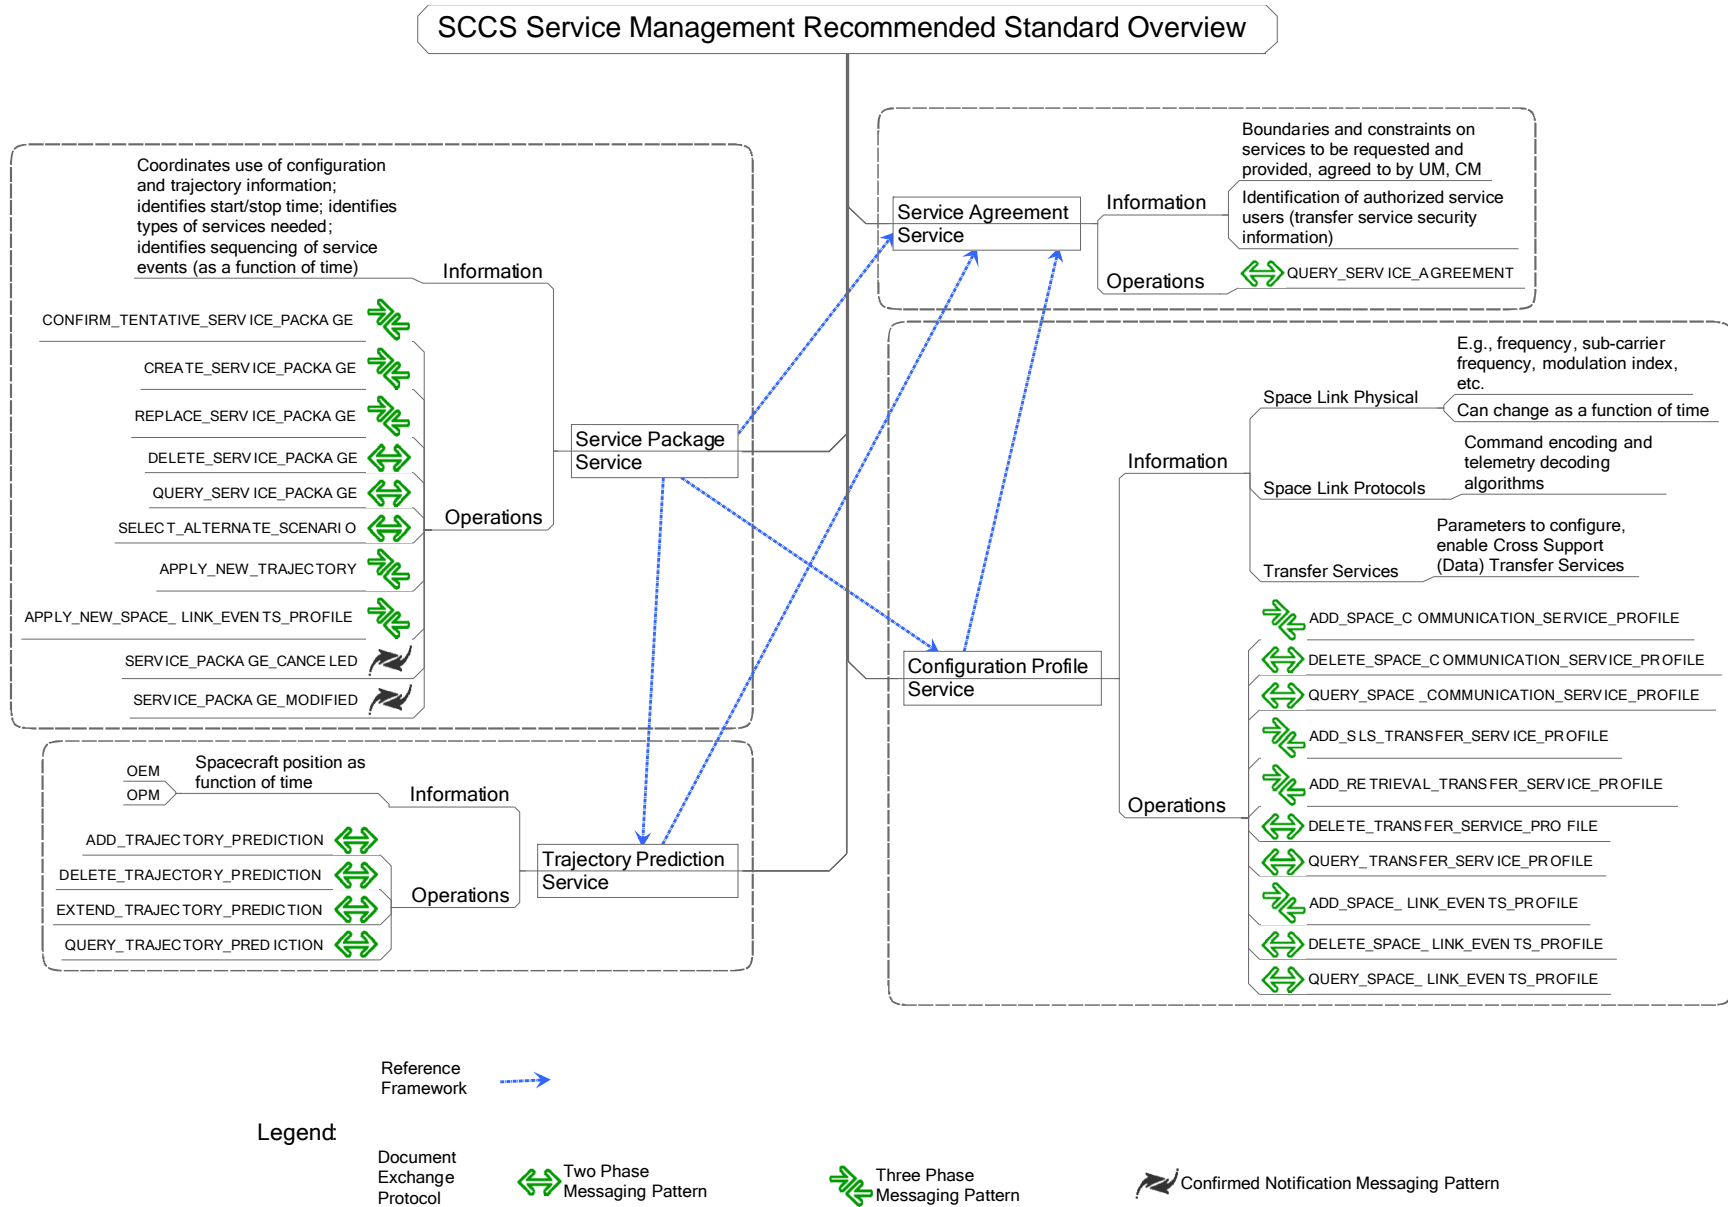 SCCS Service Management Recommended Standard Overview
Coordinates use of configuration
and trajectory information;
identifies start/stop time; identifies
types of services needed;
identifies sequencing of service
events (as a function of time)
Information
CONFIRM_TENTATIVE_SERVICE_PACKAGE
CREATE_SERVICE_PACKAGE
REPLACE_SERVICE_PACKAGE
DELETE_SERVICE_PACKAGE
QUERY_SERVICE_PACKAGE
SELECT_ALTERNATE_SCENARIO
APPLY_NEW_TRAJECTORY
APPLY_NEW_SPACE_LINK_EVENTS_PROFILE
SERVICE_PACKAGE_CANCELED
SERVICE_PACKAGE_MODIFIED
Operations
Service Package
Service
OEM
OPM
Spacecraft position as
function of time
Information
ADD_TRAJECTORY_PREDICTION
DELETE_TRAJECTORY_PREDICTION
EXTEND_TRAJECTORY_PREDICTION
QUERY_TRAJECTORY_PREDICTION
Operations
Trajectory Prediction
Service
Service Agreement
Service
Information
Boundaries and constraints on
services to be requested and
provided, agreed to by UM, CM
Identification of authorized service
users (transfer service security
information)
Operations
QUERY_SERVICE_AGREEMENT
Configuration Profile
Service
Information
Space Link Physical
E.g., frequency, sub-carrier
frequency, modulation index,
etc.
Can change as a function of time
Space Link Protocols
Command encoding and
telemetry decoding
algorithms
Transfer Services
Parameters to configure,
enable Cross Support
(Data) Transfer Services
Operations
ADD_SPACE_COMMUNICATION_SERVICE_PROFILE
DELETE_SPACE_COMMUNICATION_SERVICE_PROFILE
QUERY_SPACE_COMMUNICATION_SERVICE_PROFILE
ADD_SLS_TRANSFER_SERVICE_PROFILE
ADD_RETRIEVAL_TRANSFER_SERVICE_PROFILE
DELETE_TRANSFER_SERVICE_PROFILE
QUERY_TRANSFER_SERVICE_PROFILE
ADD_SPACE_LINK_EVENTS_PROFILE
DELETE_SPACE_LINK_EVENTS_PROFILE
QUERY_SPACE_LINK_EVENTS_PROFILE
Legend:
Reference
Framework
Document
Exchange
Protocol
Two Phase
Messaging Pattern
Three Phase
Messaging Pattern
Confirmed Notification Messaging Pattern